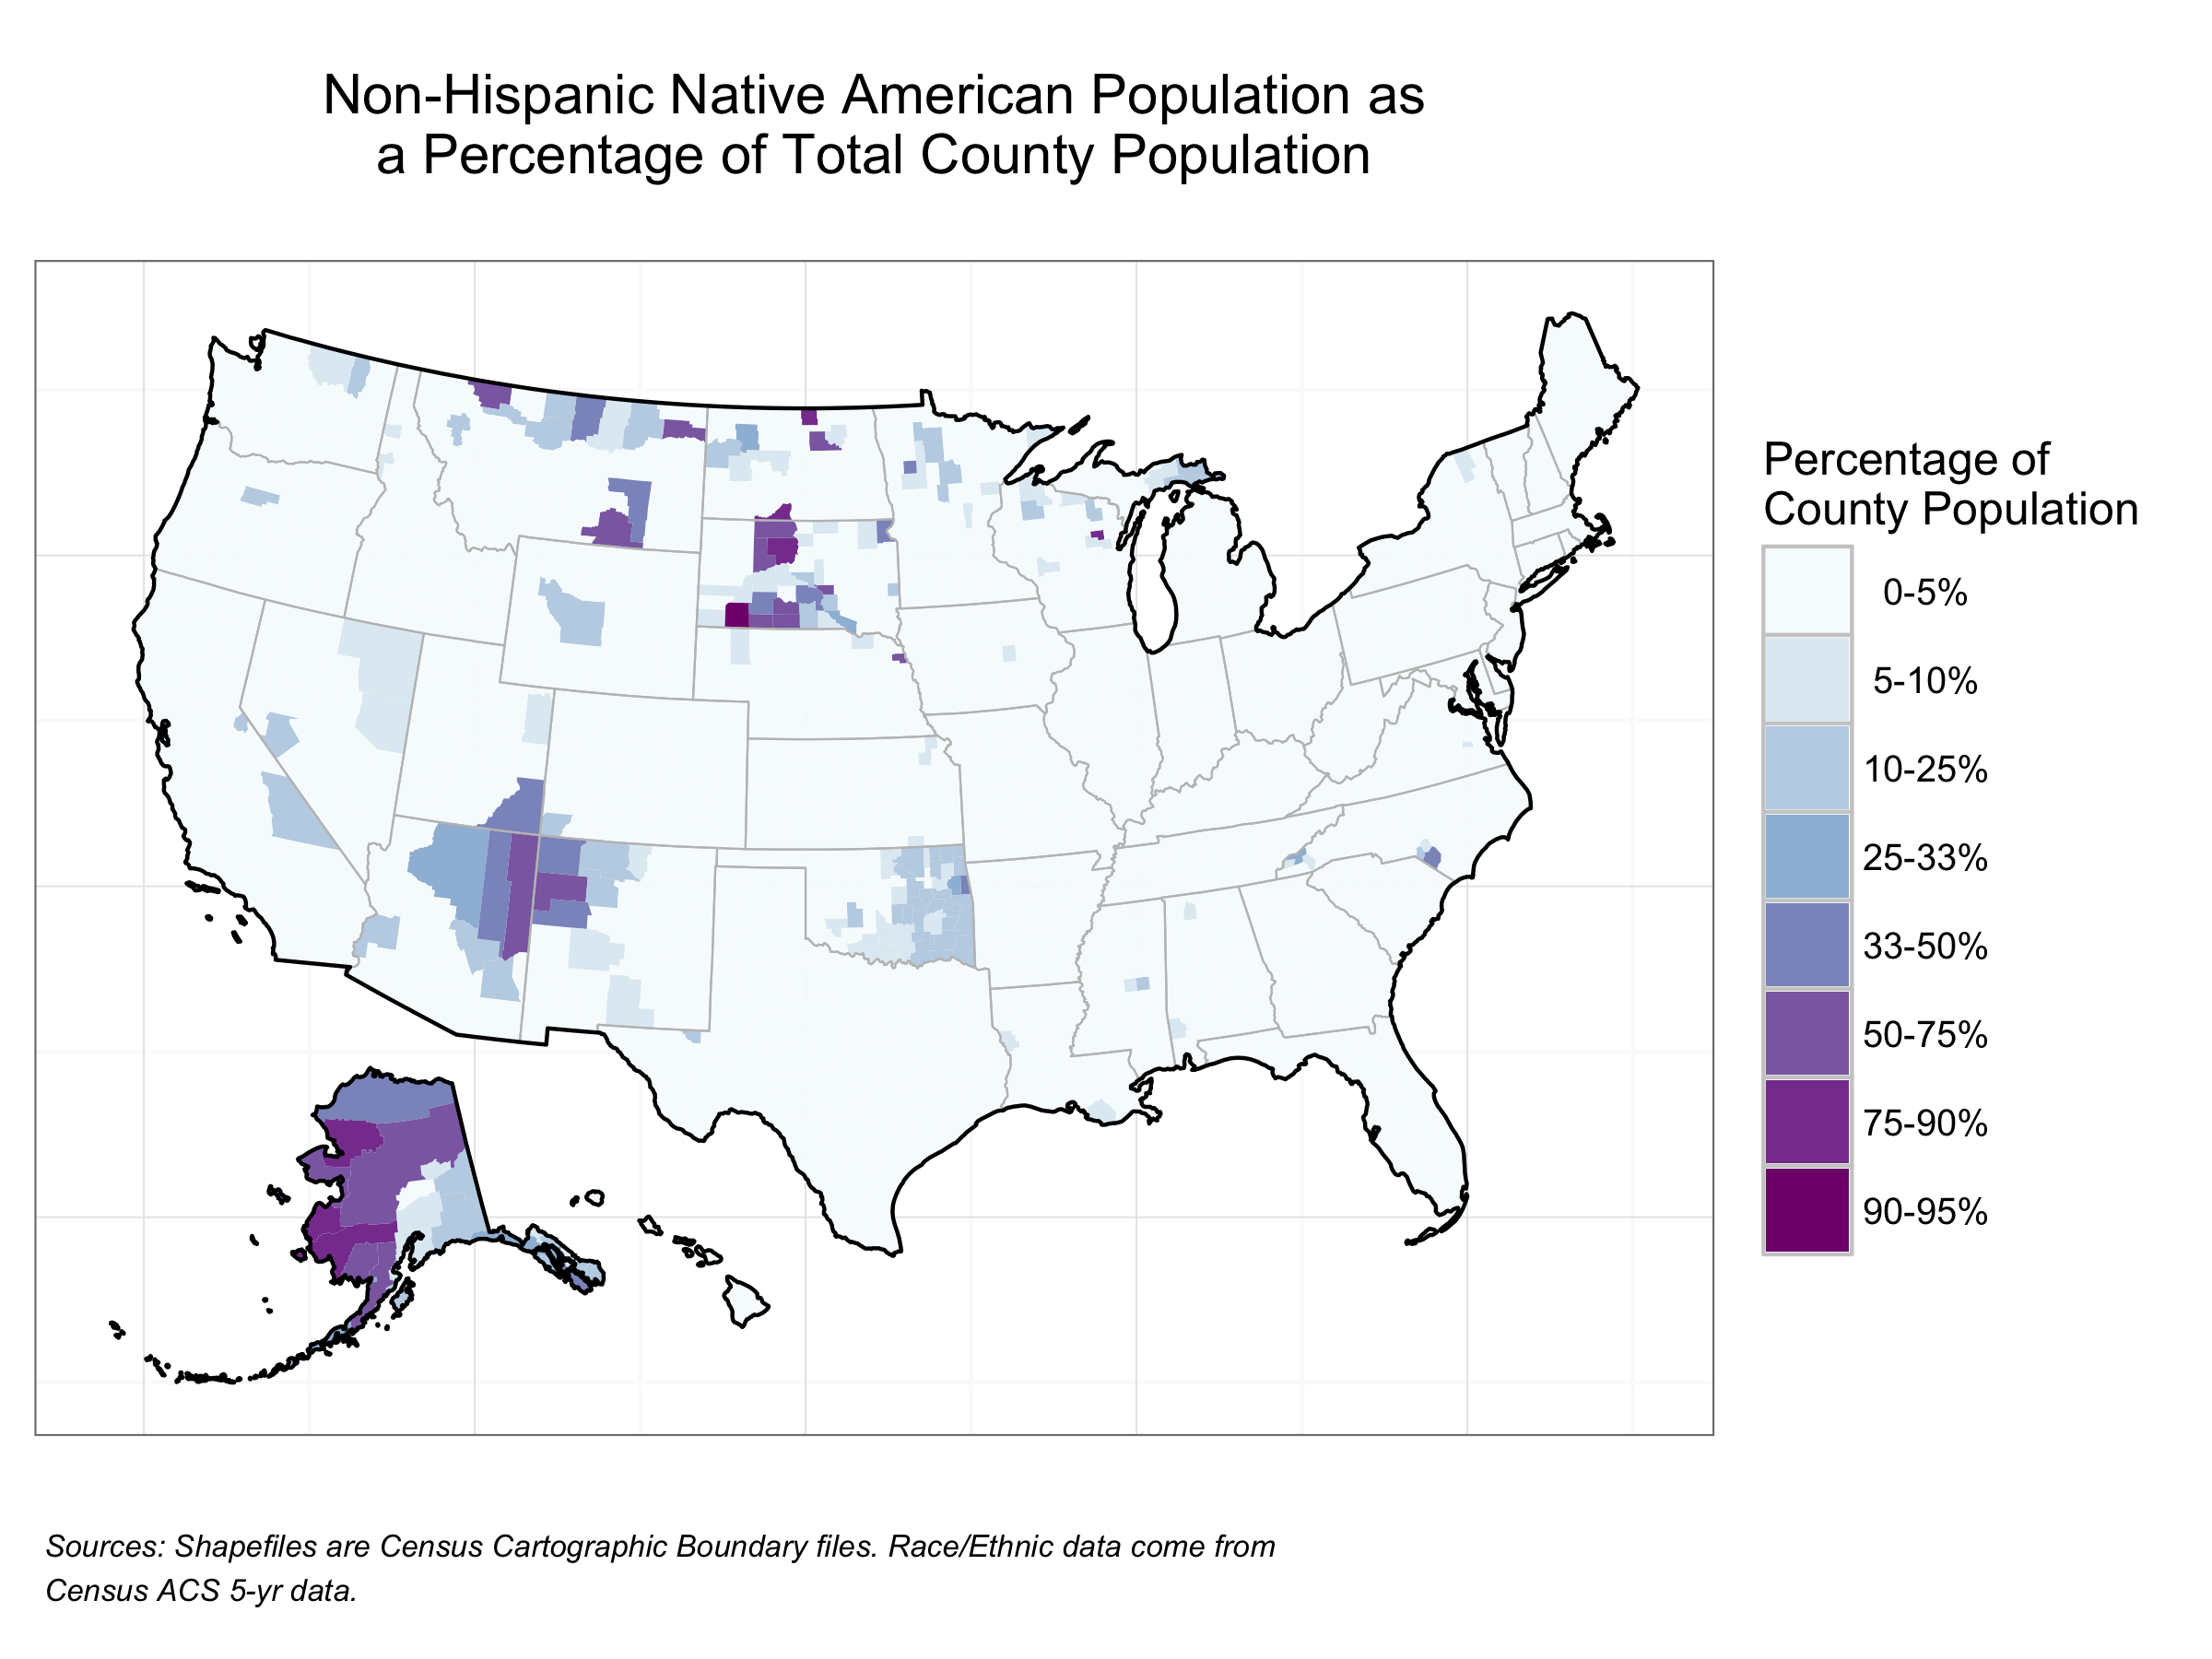 Non-Hispanic Native American Population as
a Percentage of Total County Population
Percentage of
County Population
0-5%
5-10%
10-25%
25-33%
33-50%
50-75%
75-90%
90-95%
Sources: Shapefiles are Census Cartographic Boundary files. Race/Ethnic data come from
Census ACS 5-yr data.